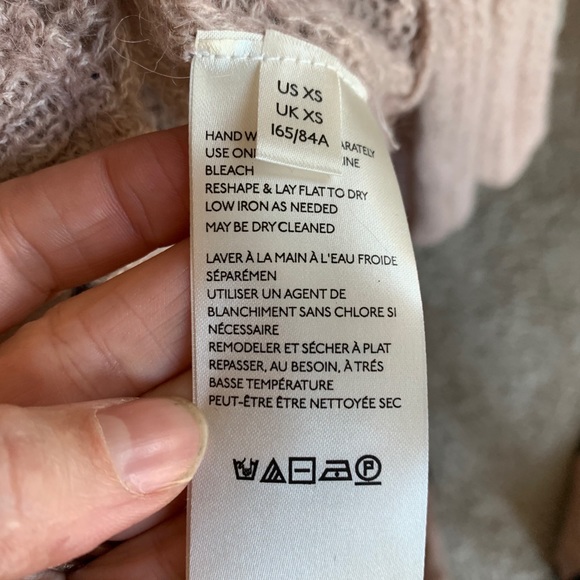 US XS
UK XS
165/84A
HAND
USE
BLEACH
RESHAPE & LAY FLAT TO DRY
LOW IRON AS NEEDED
MAY BE DRY CLEANED
LAVER À LA MAIN À L'EAU FROIDE
SÉPARÉMEN
UTILISER UN AGENT DE
BLANCHIMENT SANS CHLORE SI
NÉCESSAIRE
REMODELER ET SÉCHER À PLAT
REPASSER, AU BESOIN, À TRÉS
BASSE TEMPÉRATURE
PEUT-ÊTRE ÊTRE NETTOYÉE SEC
P